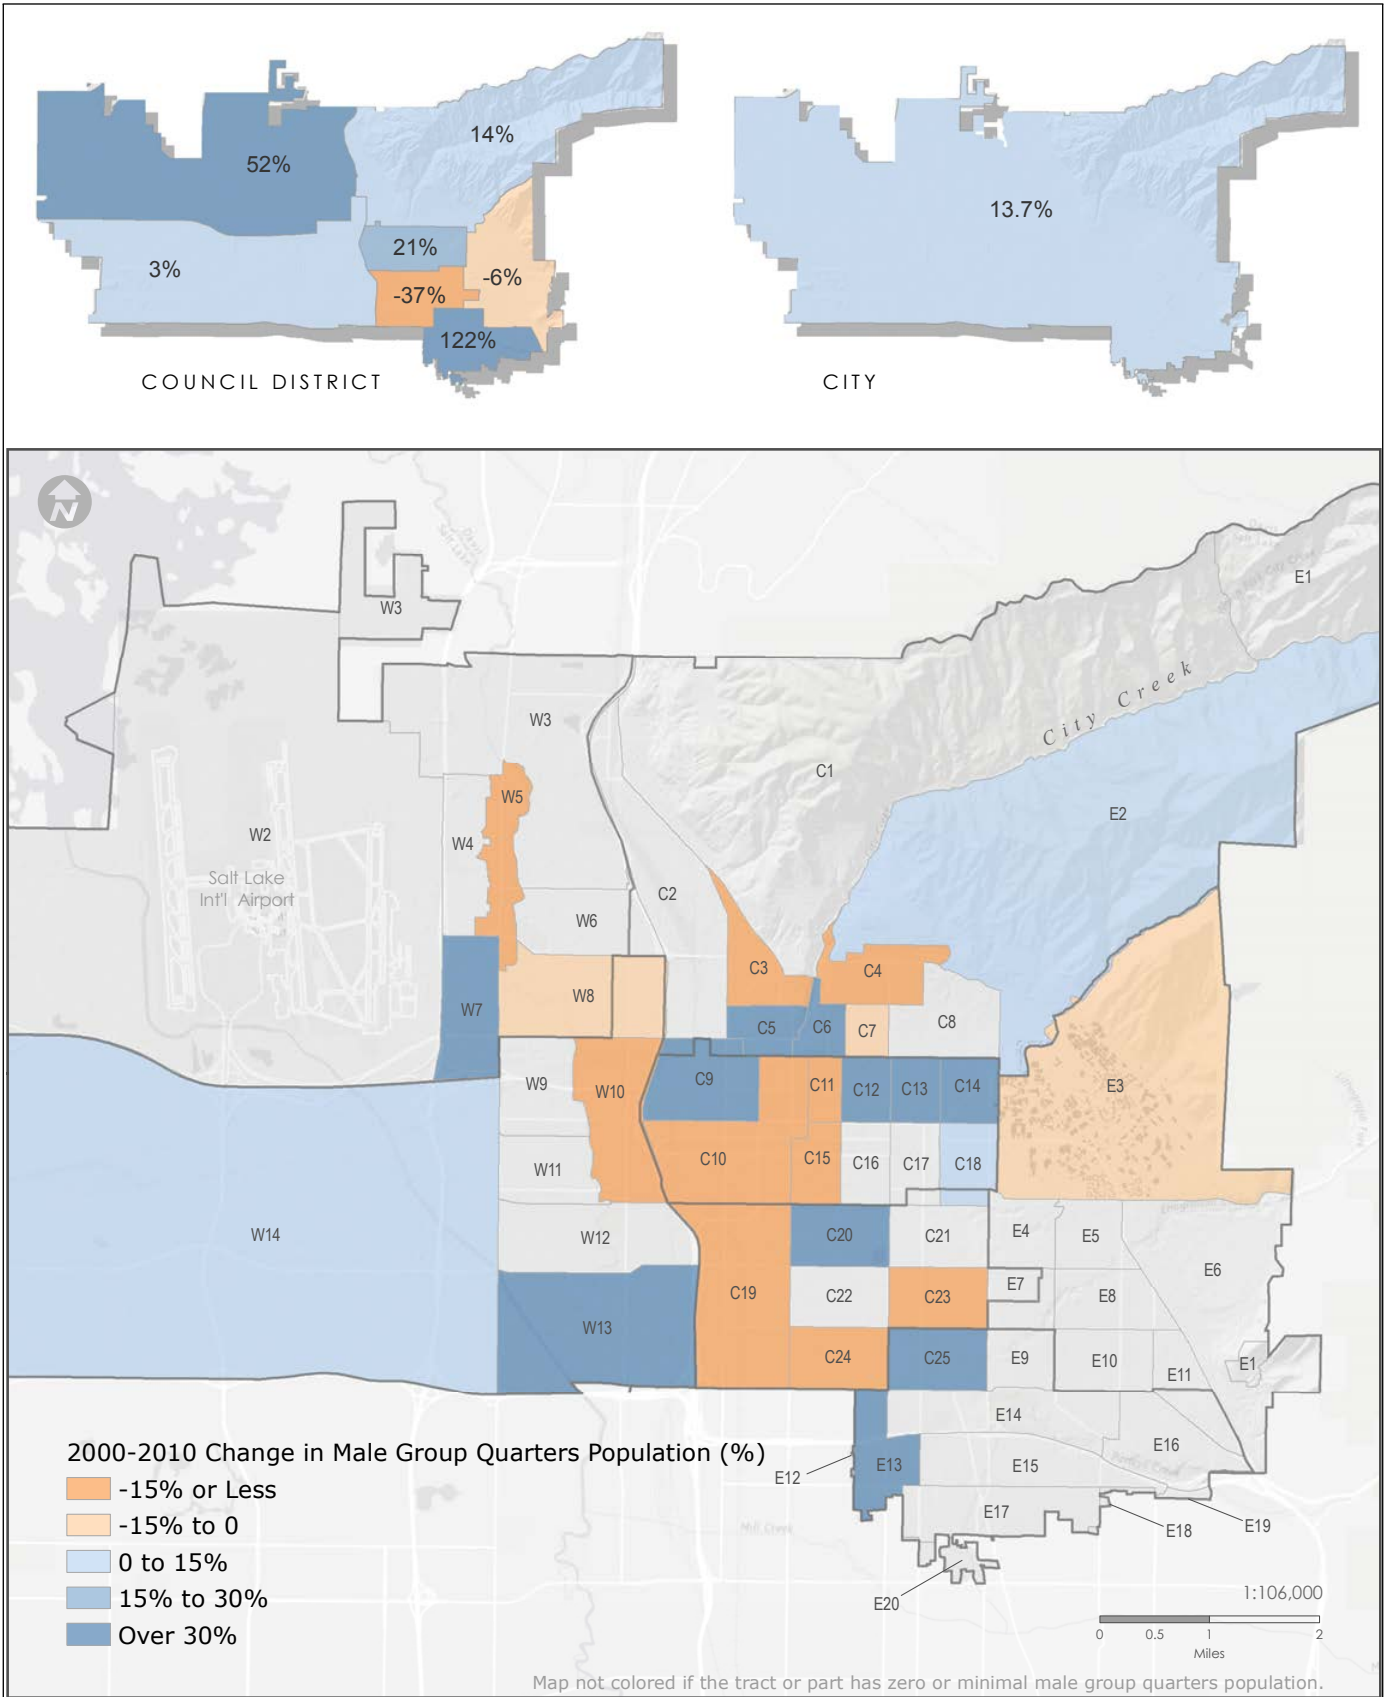 14%
52%
13.7%
21%
3%
-6%
-37%
122%
COUNCIL DISTRICT
CITY
N
E1
W3
City Creek
W3
C1
W5
E2
W2
W4
Salt Lake
Int'l Airport
C2
W6
C3
C4
W8
W7
C5
C6
C7
C8
C9
W9
W10
C11
C12
C13
C14
E3
W11
C10
C15
C16
C17
C18
W14
W12
C20
C21
E4
E5
E6
C19
C22
C23
E7
E8
W13
C24
C25
E9
E10
E11
E1
E14
2000-2010 Change in Male Group Quarters Population (%)
E16
E12
E13
E15
-15% or Less
E17
-15% to 0
Mill Creek
E18
E19
0 to 15%
15% to 30%
E20
1:106,000
Over 30%
0 0.5 1 2
Miles
Map not colored if the tract or part has zero or minimal male group quarters population.